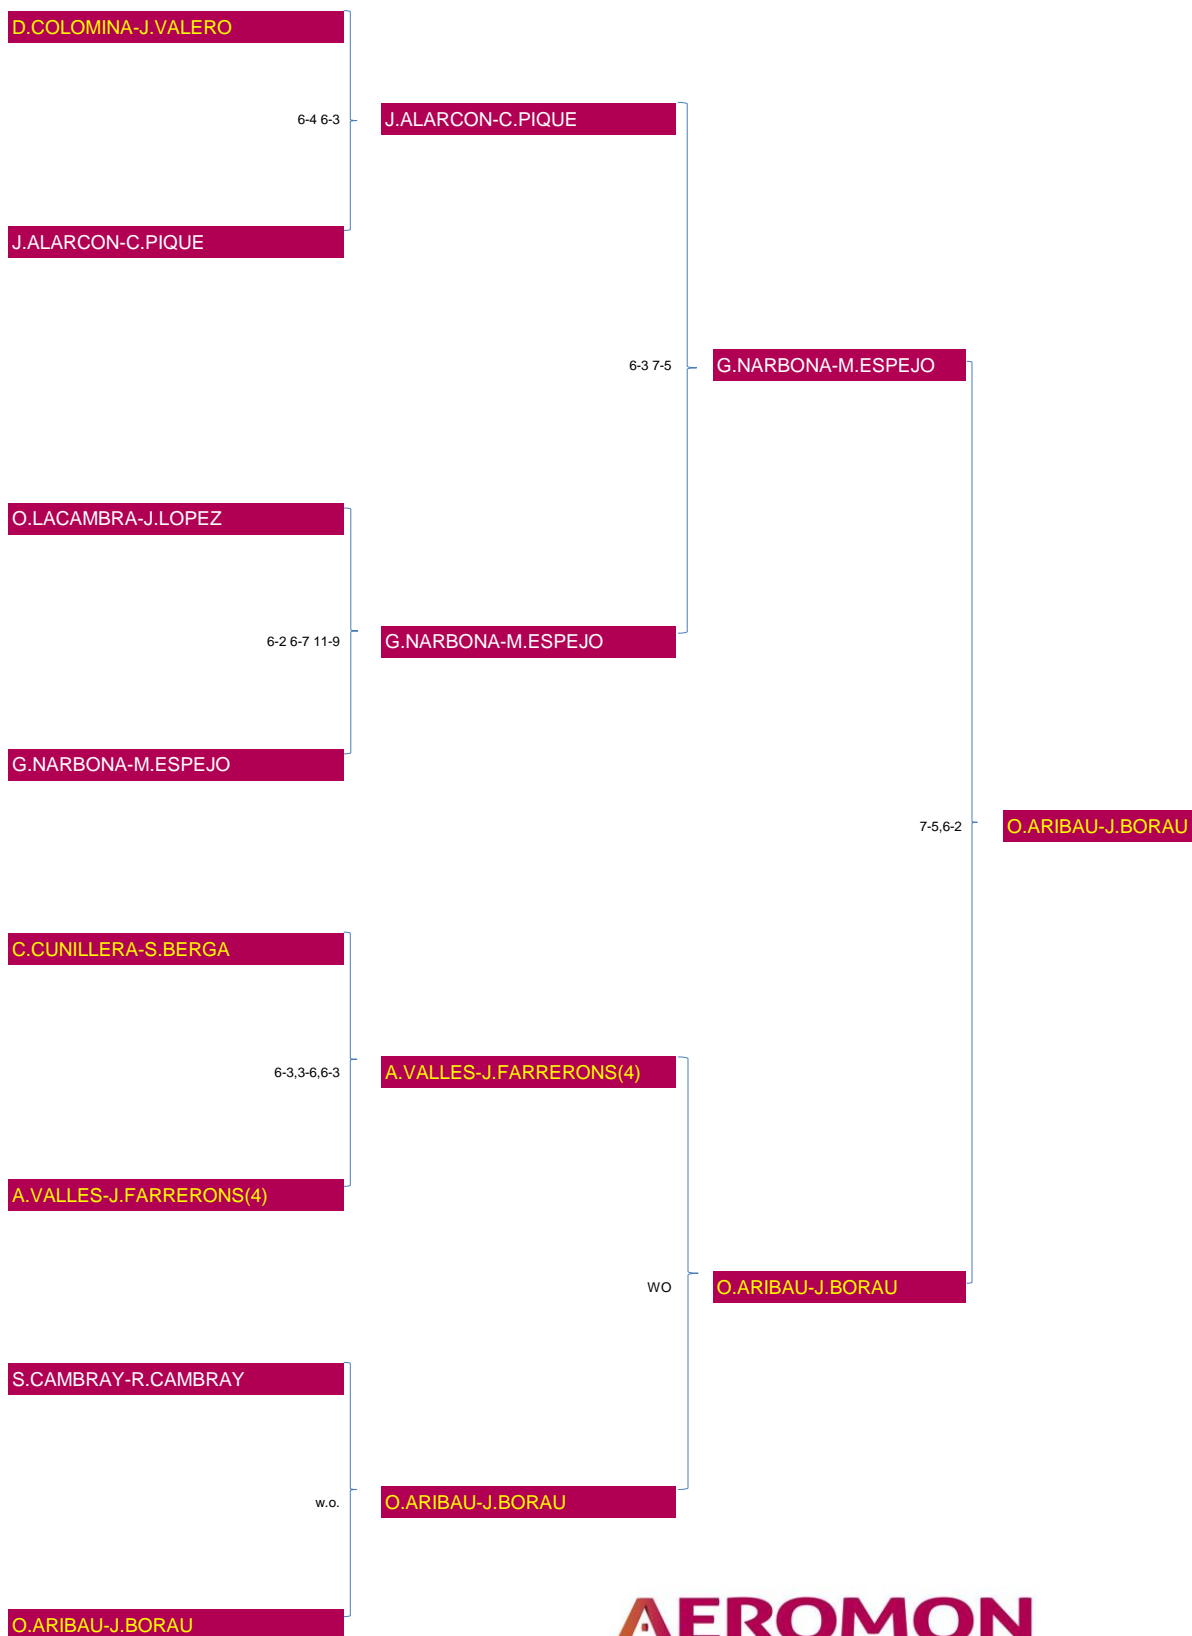 D.COLOMINA-J.VALERO
6-4 6-3
J.ALARCON-C.PIQUE
J.ALARCON-C.PIQUE
6-3 7-5
G.NARBONA-M.ESPEJO
O.LACAMBRA-J.LOPEZ
6-2 6-7 11-9
G.NARBONA-M.ESPEJO
G.NARBONA-M.ESPEJO
7-5,6-2
O.ARIBAU-J.BORAU
C.CUNILLERA-S.BERGA
6-3,3-6,6-3
A.VALLES-J.FARRERONS(4)
A.VALLES-J.FARRERONS(4)
WO
O.ARIBAU-J.BORAU
S.CAMBRAY-R.CAMBRAY
w.o.
O.ARIBAU-J.BORAU
O.ARIBAU-J.BORAU
AEROMON